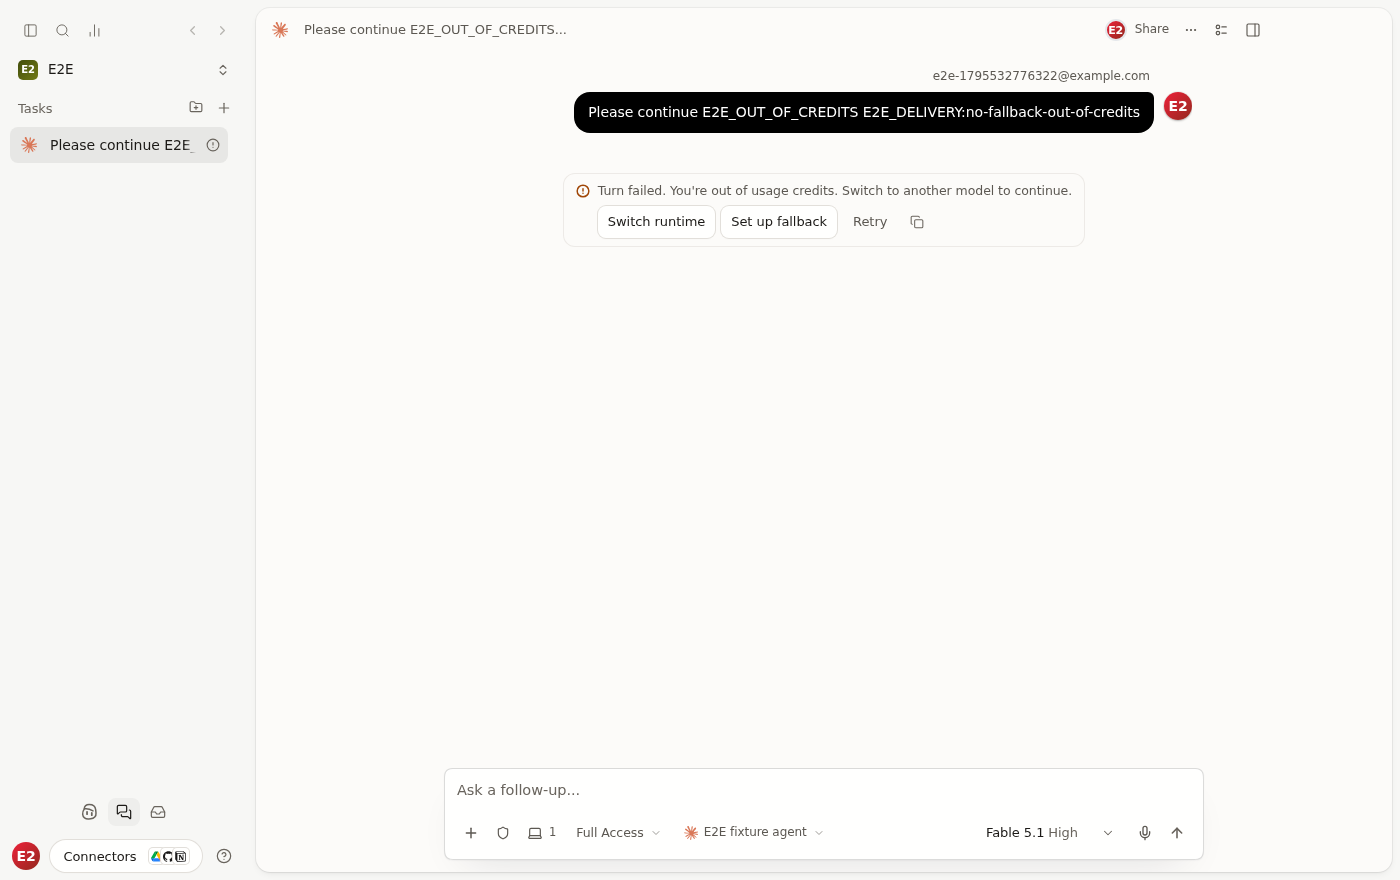 Please continue E2E_OUT_OF_CREDITS...
E2 Share
E2 E2E
Tasks
Please continue E2E_
e2e-1795532776322@example.com
Please continue E2E_OUT_OF_CREDITS E2E_DELIVERY:no-fallback-out-of-credits
E2
Turn failed. You're out of usage credits. Switch to another model to continue.
Switch runtime Set up fallback Retry
Ask a follow-up...
1 Full Access E2E fixture agent Fable 5.1 High
E2 Connectors